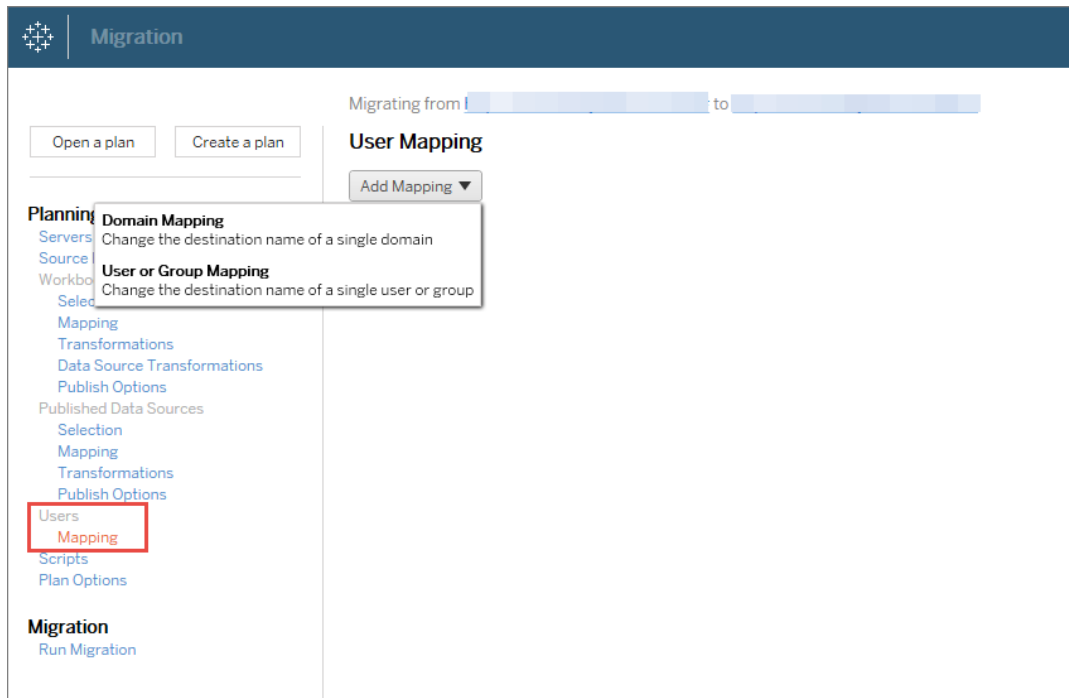 Migration
Migrating from to
Open a plan
Create a plan
User Mapping
Add Mapping ▼
Planning
Domain Mapping
Change the destination name of a single domain
User or Group Mapping
Change the destination name of a single user or group
Servers
Source
Selec
Mapping
Transformations
Data Source Transformations
Publish Options
Published Data Sources
Selection
Mapping
Transformations
Publish Options
Users
Mapping
Scripts
Plan Options
Migration
Run Migration